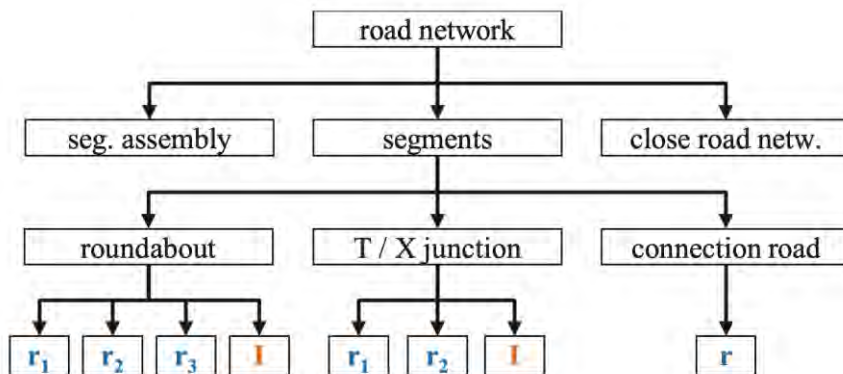 road network
seg. assembly segments close road netw.
roundabout T / X junction connection road
r₁ r₂ r₃ I r₁ r₂ I r